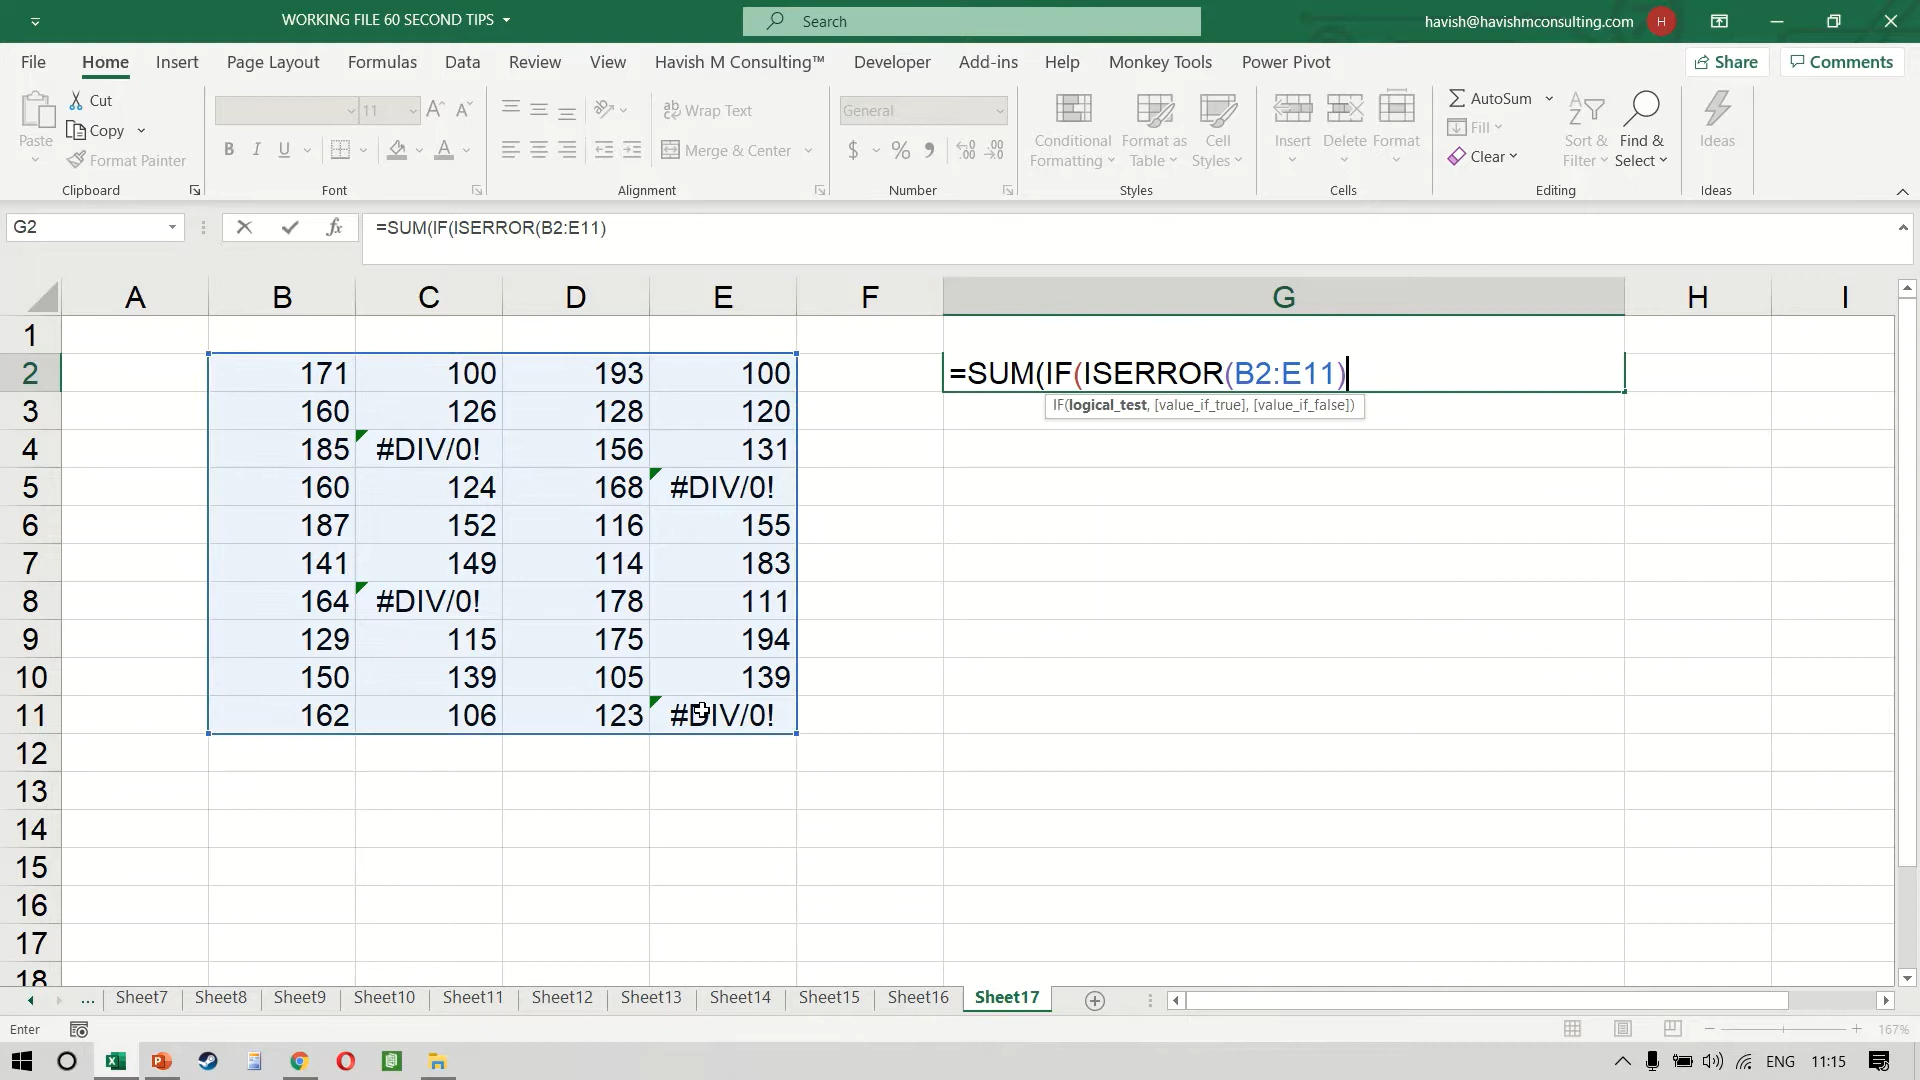 WORKING FILE 60 SECOND TIPS
Search
havish@havishmconsulting.com
H
File Home Insert Page Layout Formulas Data Review View Havish M Consulting™ Developer Add-ins Help Monkey Tools Power Pivot
Share
Comments
Paste
Cut
Copy
Format Painter
Clipboard
11
B I U
Font
Wrap Text
Merge & Center
Alignment
General
$ % 9
Number
Conditional Formatting
Format as Table
Cell Styles
Styles
Insert
Delete
Format
Cells
AutoSum
Fill
Clear
Sort & Filter
Find & Select
Editing
Ideas
Ideas
G2
fx
=SUM(IF(ISERROR(B2:E11)
A B C D E F G H I
1
2 171 100 193 100 =SUM(IF(ISERROR(B2:E11)
IF(logical_test, [value_if_true], [value_if_false])
3 160 126 128 120
4 185 #DIV/0! 156 131
5 160 124 168 #DIV/0!
6 187 152 116 155
7 141 149 114 183
8 164 #DIV/0! 178 111
9 129 115 175 194
10 150 139 105 139
11 162 106 123 #DIV/0!
12
13
14
15
16
17
18
... Sheet7 Sheet8 Sheet9 Sheet10 Sheet11 Sheet12 Sheet13 Sheet14 Sheet15 Sheet16 Sheet17
Enter
167%
ENG
11:15